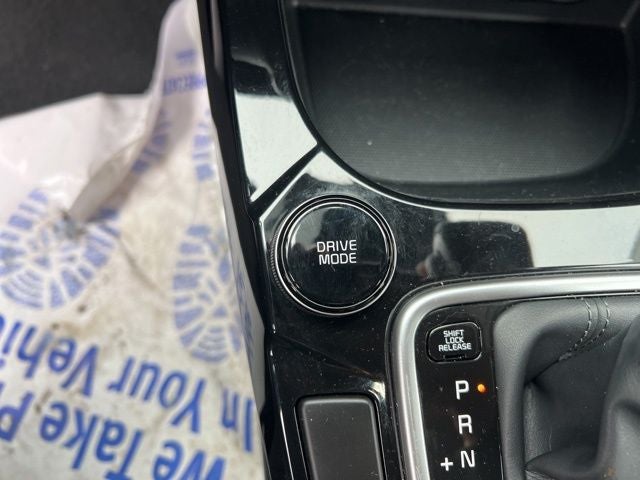 DRIVE
MODE
SHIFT
LOCK
RELEASE
P
R
+ N
We Take P
In Your Vehi